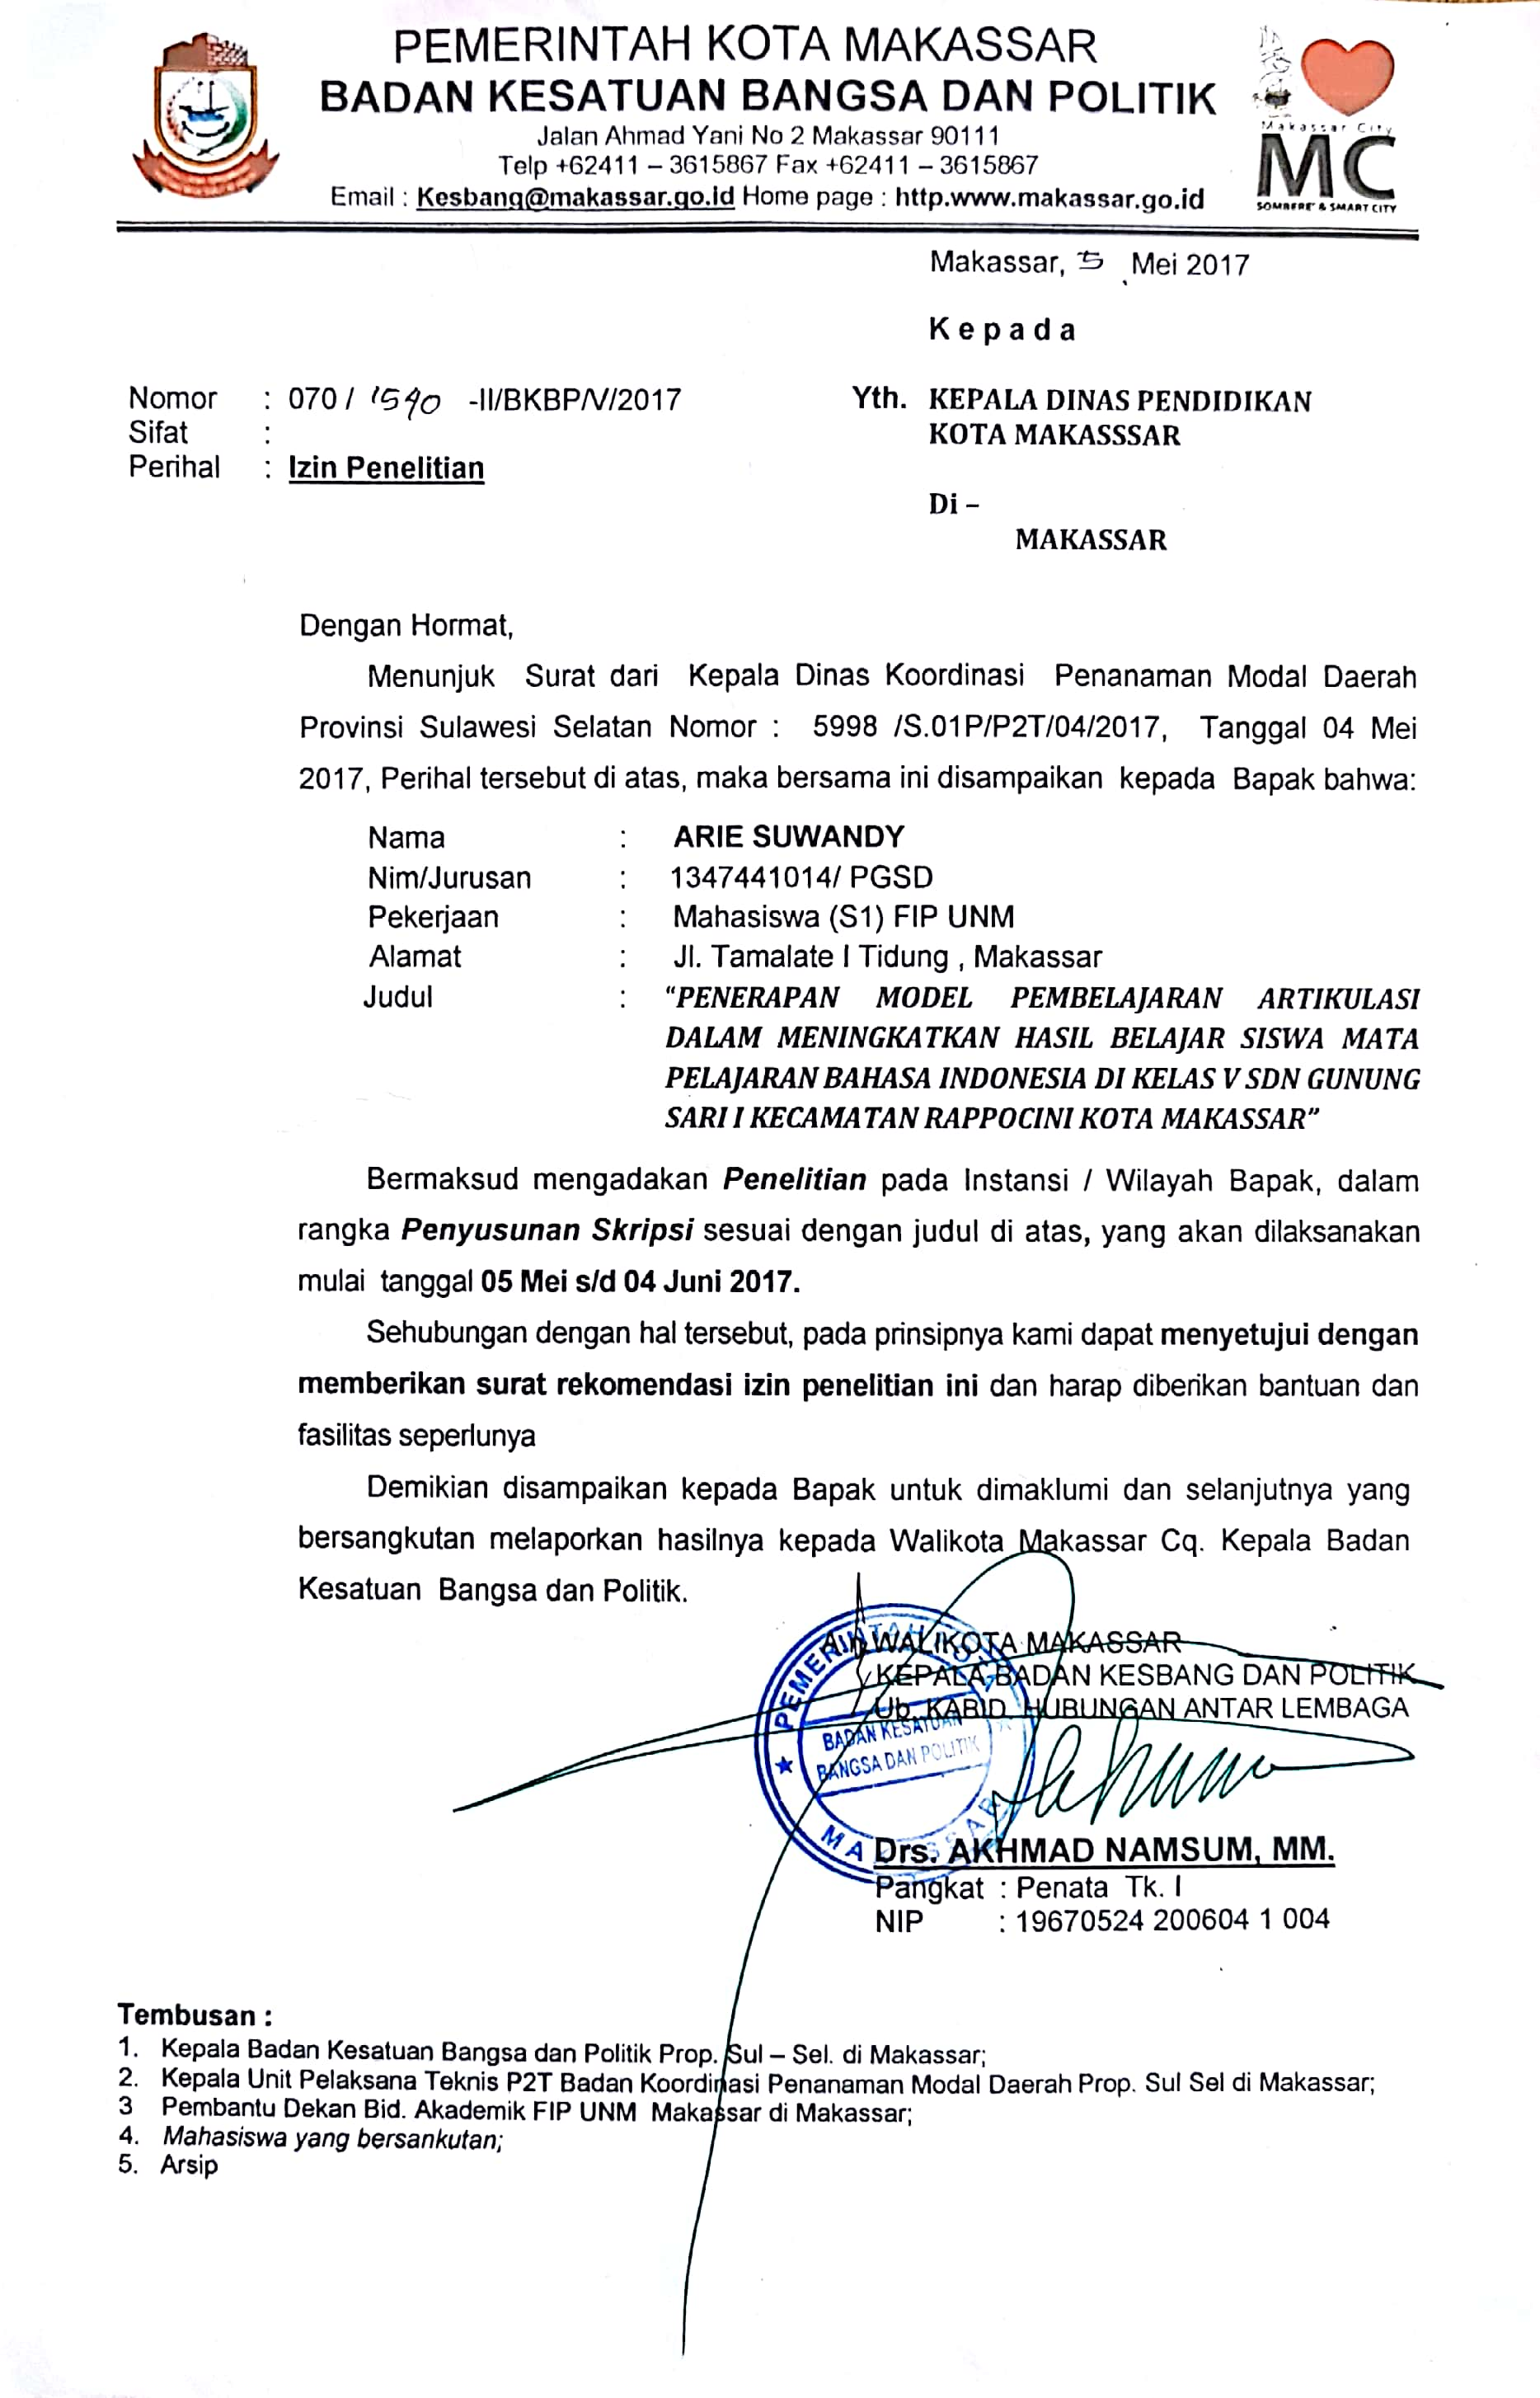 PEMERINTAH KOTA MAKASSAR
BADAN KESATUAN BANGSA DAN POLITIK
Jalan Ahmad Yani No 2 Makassar 90111
Telp +62411 – 3615867 Fax +62411 – 3615867
Email : Kesbang@makassar.go.id Home page : http.www.makassar.go.id
Makassar City
MC
SOMBERE' & SMART CITY
Makassar, 5 Mei 2017
Kepada
Nomor : 070 / 1590 -II/BKBP/V/2017
Yth. KEPALA DINAS PENDIDIKAN
Sifat :
KOTA MAKASSSAR
Perihal : Izin Penelitian
Di –
MAKASSAR
Dengan Hormat,
Menunjuk Surat dari Kepala Dinas Koordinasi Penanaman Modal Daerah
Provinsi Sulawesi Selatan Nomor : 5998 /S.01P/P2T/04/2017, Tanggal 04 Mei
2017, Perihal tersebut di atas, maka bersama ini disampaikan kepada Bapak bahwa:
Nama : ARIE SUWANDY
Nim/Jurusan : 1347441014/ PGSD
Pekerjaan : Mahasiswa (S1) FIP UNM
Alamat : Jl. Tamalate I Tidung , Makassar
Judul : “PENERAPAN MODEL PEMBELAJARAN ARTIKULASI
DALAM MENINGKATKAN HASIL BELAJAR SISWA MATA
PELAJARAN BAHASA INDONESIA DI KELAS V SDN GUNUNG
SARI I KECAMATAN RAPPOCINI KOTA MAKASSAR”
Bermaksud mengadakan Penelitian pada Instansi / Wilayah Bapak, dalam
rangka Penyusunan Skripsi sesuai dengan judul di atas, yang akan dilaksanakan
mulai tanggal 05 Mei s/d 04 Juni 2017.
Sehubungan dengan hal tersebut, pada prinsipnya kami dapat menyetujui dengan
memberikan surat rekomendasi izin penelitian ini dan harap diberikan bantuan dan
fasilitas seperlunya
Demikian disampaikan kepada Bapak untuk dimaklumi dan selanjutnya yang
bersangkutan melaporkan hasilnya kepada Walikota Makassar Cq. Kepala Badan
Kesatuan Bangsa dan Politik.
A.n WALIKOTA MAKASSAR
KEPALA BADAN KESBANG DAN POLITIK
Ub. KABID. HUBUNGAN ANTAR LEMBAGA
PEMERINTAH KOTA
BADAN KESATUAN
BANGSA DAN POLITIK
MAKASSAR
Drs. AKHMAD NAMSUM, MM.
Pangkat : Penata Tk. I
NIP : 19670524 200604 1 004
Tembusan :
1. Kepala Badan Kesatuan Bangsa dan Politik Prop. Sul – Sel. di Makassar;
2. Kepala Unit Pelaksana Teknis P2T Badan Koordinasi Penanaman Modal Daerah Prop. Sul Sel di Makassar;
3 Pembantu Dekan Bid. Akademik FIP UNM Makassar di Makassar;
4. Mahasiswa yang bersankutan;
5. Arsip